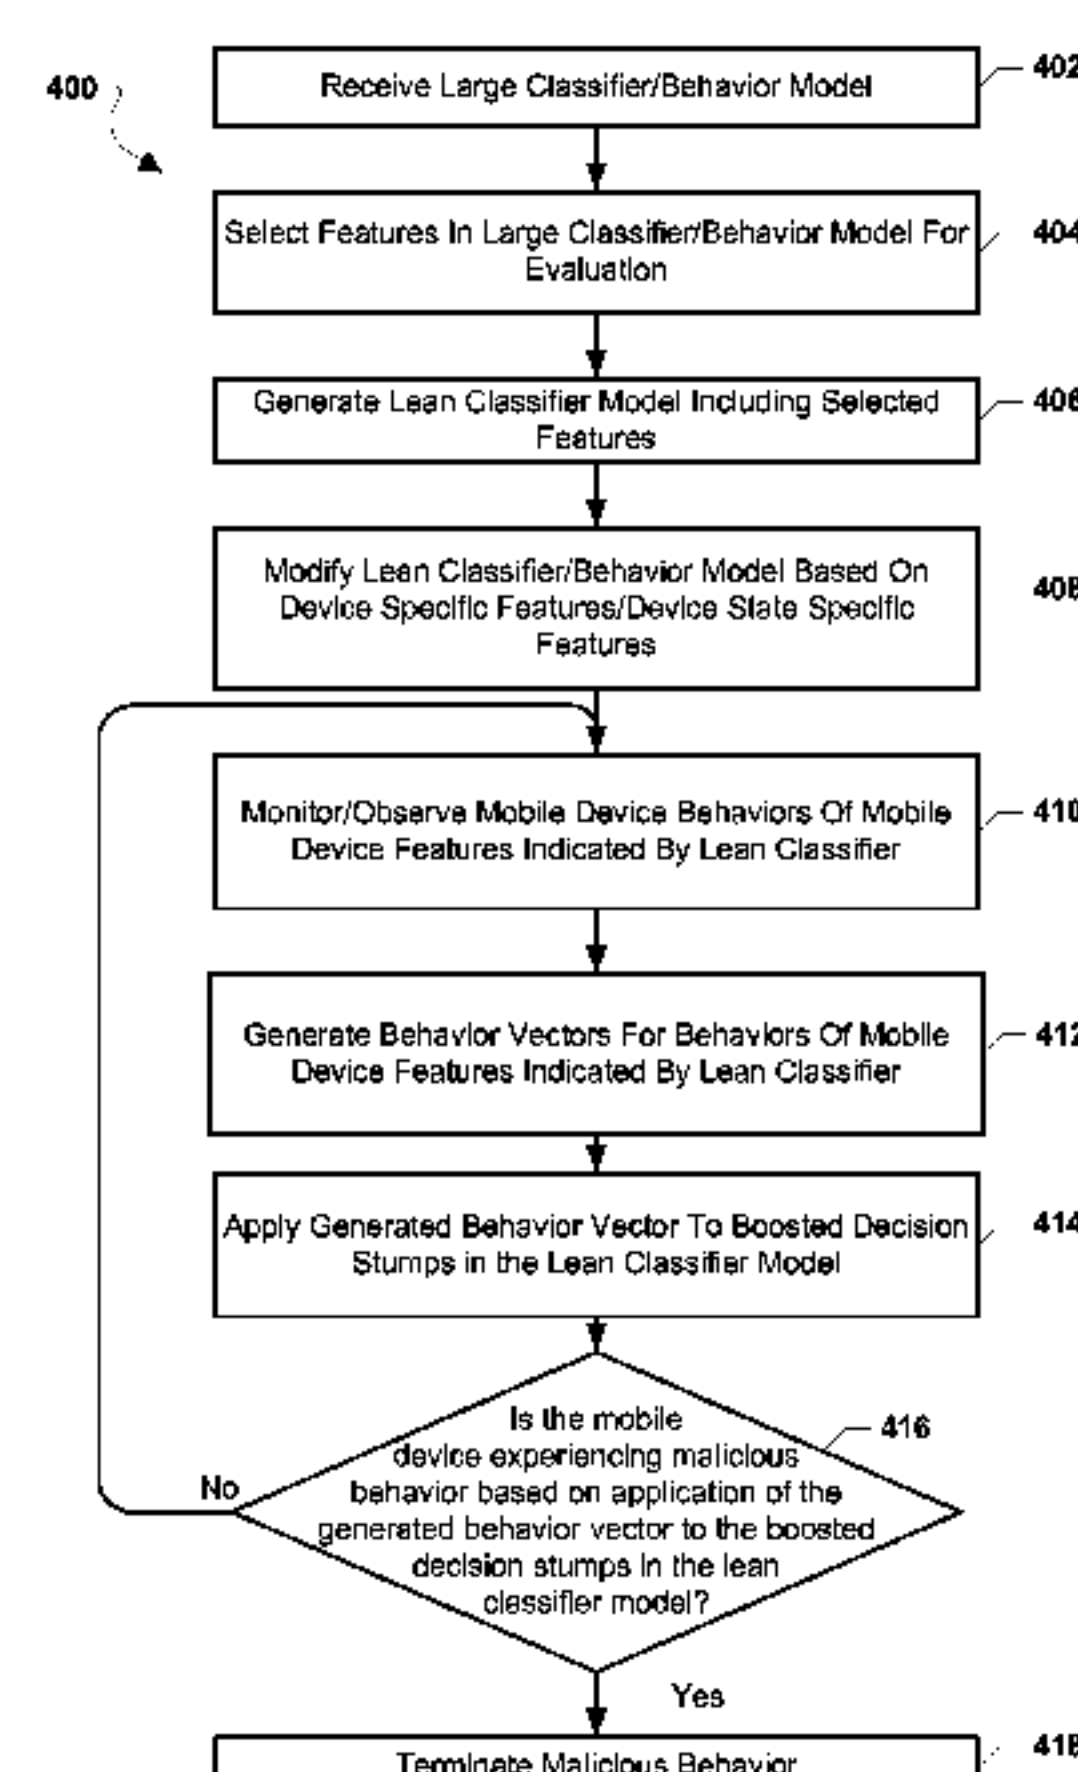 400
Receive Large Classifier/Behavior Model
402
Select Features In Large Classifier/Behavior Model For
Evaluation
404
Generate Lean Classifier Model Including Selected
Features
406
Modify Lean Classifier/Behavior Model Based On
Device Specific Features/Device State Specific
Features
408
Monitor/Observe Mobile Device Behaviors Of Mobile
Device Features Indicated By Lean Classifier
410
Generate Behavior Vectors For Behaviors Of Mobile
Device Features Indicated By Lean Classifier
412
Apply Generated Behavior Vector To Boosted Decision
Stumps in the Lean Classifier Model
414
Is the mobile
device experiencing malicious
behavior based on application of the
generated behavior vector to the boosted
decision stumps in the lean
classifier model?
416
No
Yes
Terminate Malicious Behavior
418